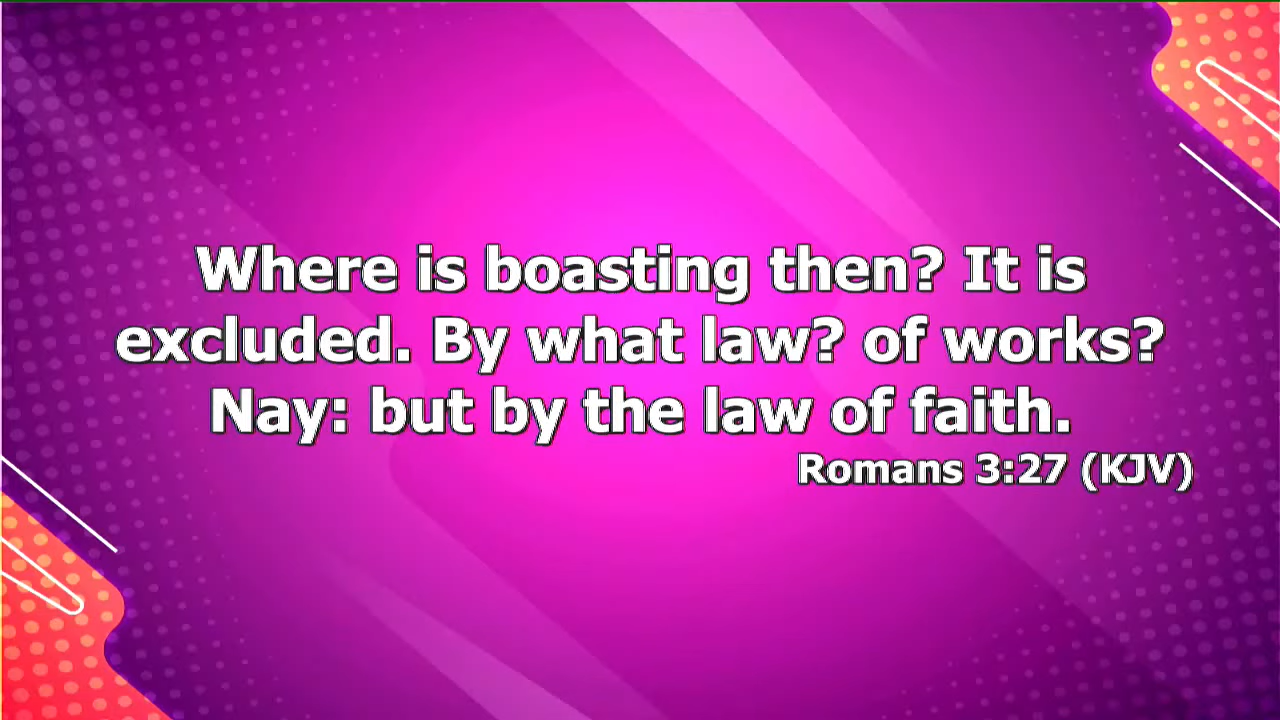 Where is boasting then? It is
excluded. By what law? of works?
Nay: but by the law of faith.
Romans 3:27 (KJV)